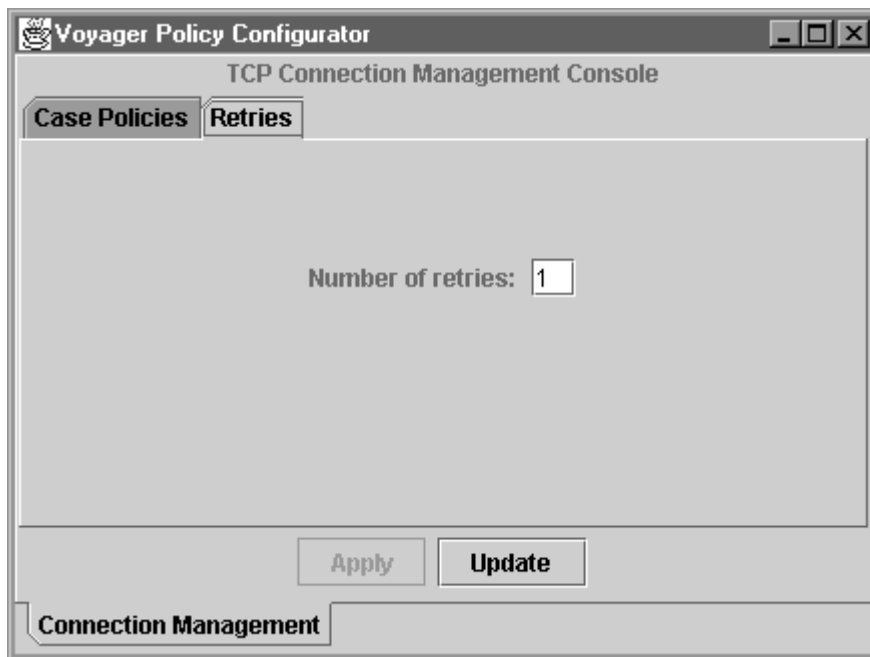 Voyager Policy Configurator
TCP Connection Management Console
Case Policies Retries
Number of retries: 1
Apply Update
Connection Management